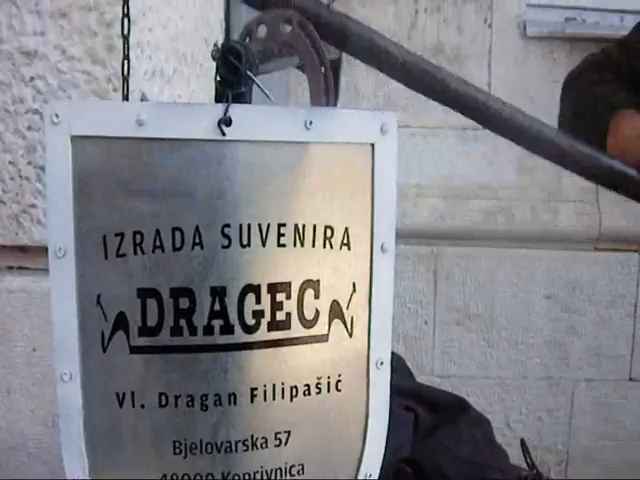 IZRADA SUVENIRA
DRAGEC
Vl. Dragan Filipašić
Bjelovarska 57
48000 Koprivnica